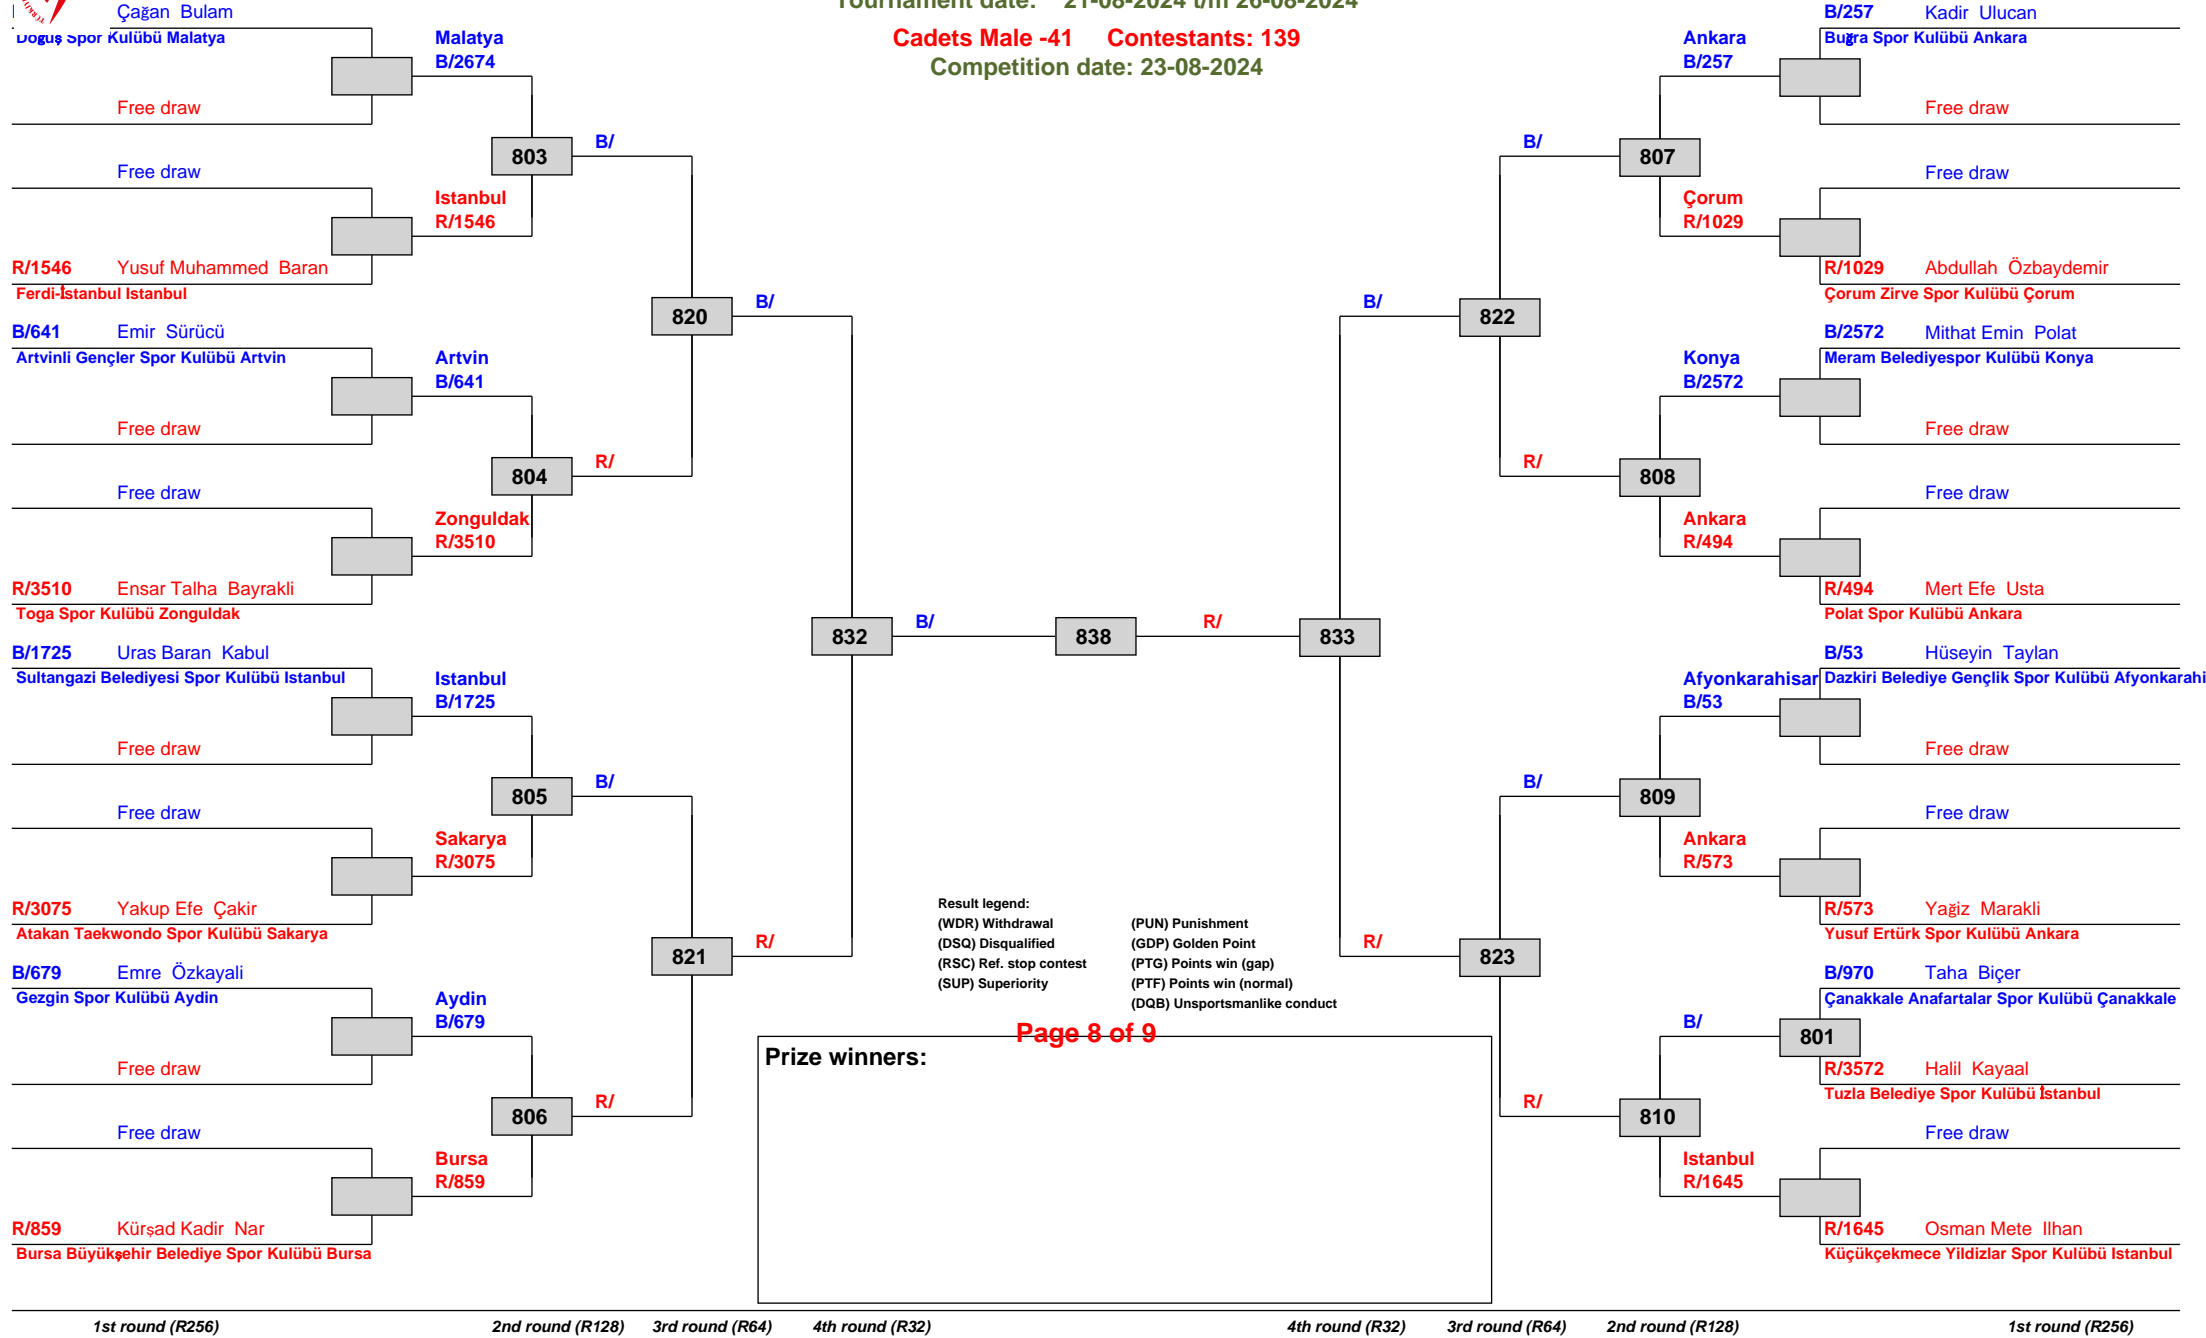 Tournament date: 21-08-2024 t/m 26-08-2024
Cadets Male -41 Contestants: 139
Competition date: 23-08-2024
Çağan Bulam
Doğuş Spor Kulübü Malatya
Malatya
B/2674
Free draw
803
B/
Free draw
Istanbul
R/1546
R/1546 Yusuf Muhammed Baran
Ferdi-İstanbul Istanbul
820
B/
B/641 Emir Sürücü
Artvinli Gençler Spor Kulübü Artvin
Artvin
B/641
Free draw
804
R/
Free draw
Zonguldak
R/3510
R/3510 Ensar Talha Bayrakli
Toga Spor Kulübü Zonguldak
832
B/
838
R/
833
B/1725 Uras Baran Kabul
Sultangazi Belediyesi Spor Kulübü Istanbul
Istanbul
B/1725
Free draw
805
B/
Free draw
Sakarya
R/3075
R/3075 Yakup Efe Çakir
Atakan Taekwondo Spor Kulübü Sakarya
821
R/
B/679 Emre Özkayali
Gezgin Spor Kulübü Aydin
Aydin
B/679
Free draw
806
R/
Free draw
Bursa
R/859
R/859 Kürşad Kadir Nar
Bursa Büyükşehir Belediye Spor Kulübü Bursa
B/257 Kadir Ulucan
Buğra Spor Kulübü Ankara
Ankara
B/257
Free draw
B/
807
Free draw
Çorum
R/1029
R/1029 Abdullah Özbaydemir
Çorum Zirve Spor Kulübü Çorum
B/
822
B/2572 Mithat Emin Polat
Meram Belediyespor Kulübü Konya
Konya
B/2572
Free draw
R/
808
Free draw
Ankara
R/494
R/494 Mert Efe Usta
Polat Spor Kulübü Ankara
B/53 Hüseyin Taylan
Dazkiri Belediye Gençlik Spor Kulübü Afyonkarahi
Afyonkarahisar
B/53
Free draw
B/
809
Free draw
Ankara
R/573
R/573 Yağiz Marakli
Yusuf Ertürk Spor Kulübü Ankara
R/
823
B/970 Taha Biçer
Çanakkale Anafartalar Spor Kulübü Çanakkale
B/
801
R/3572 Halil Kayaal
Tuzla Belediye Spor Kulübü İstanbul
R/
810
Free draw
Istanbul
R/1645
R/1645 Osman Mete Ilhan
Küçükçekmece Yildizlar Spor Kulübü Istanbul
Result legend:
(WDR) Withdrawal (PUN) Punishment
(DSQ) Disqualified (GDP) Golden Point
(RSC) Ref. stop contest (PTG) Points win (gap)
(SUP) Superiority (PTF) Points win (normal)
(DQB) Unsportsmanlike conduct
Page 8 of 9
Prize winners:
1st round (R256) 2nd round (R128) 3rd round (R64) 4th round (R32) 4th round (R32) 3rd round (R64) 2nd round (R128) 1st round (R256)